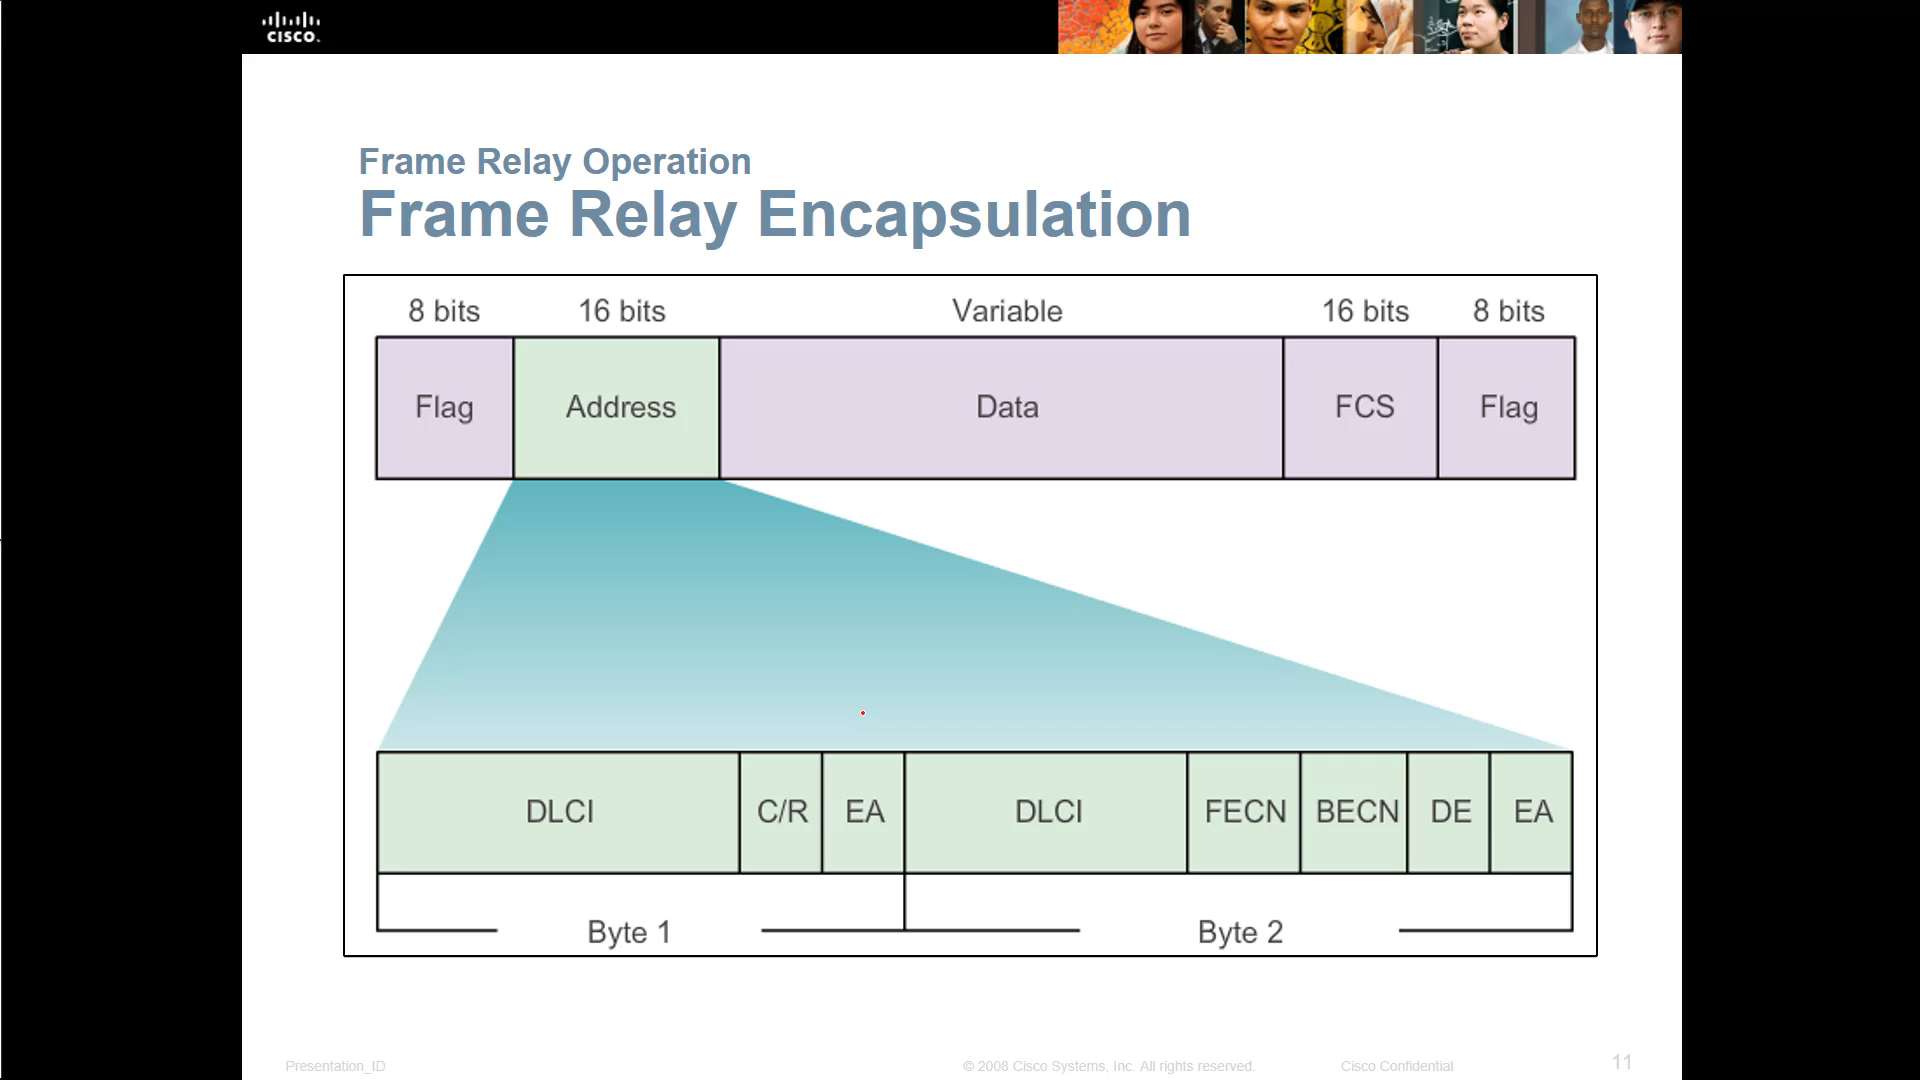 CISCO.
Frame Relay Operation
Frame Relay Encapsulation
8 bits 16 bits Variable 16 bits 8 bits
Flag Address Data FCS Flag
DLCI C/R EA DLCI FECN BECN DE EA
Byte 1 Byte 2
Presentation_ID © 2008 Cisco Systems, Inc. All rights reserved. Cisco Confidential 11